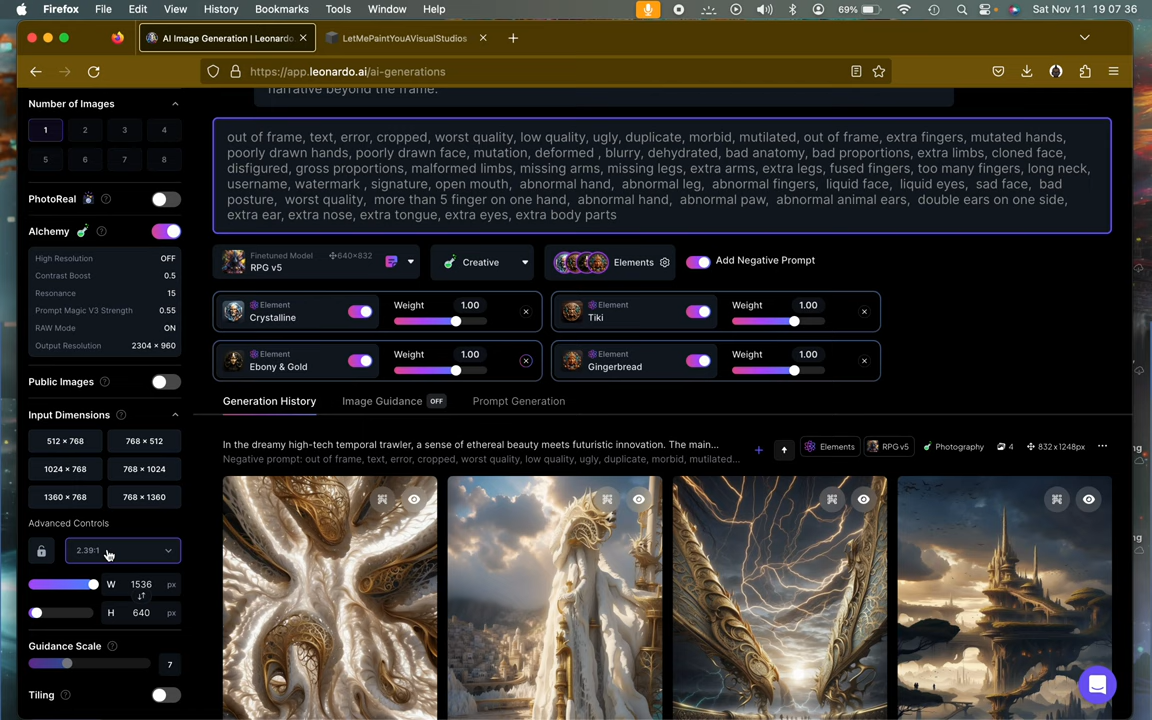 Firefox File Edit View History Bookmarks Tools Window Help 69% Sat Nov 11 19 07 36
AI Image Generation | Leonardo.
LetMePaintYouAVisualStudios
https://app.leonardo.ai/ai-generations
narrative beyond the frame.
out of frame, text, error, cropped, worst quality, low quality, ugly, duplicate, morbid, mutilated, out of frame, extra fingers, mutated hands,
poorly drawn hands, poorly drawn face, mutation, deformed , blurry, dehydrated, bad anatomy, bad proportions, extra limbs, cloned face,
disfigured, gross proportions, malformed limbs, missing arms, missing legs, extra arms, extra legs, fused fingers, too many fingers, long neck,
username, watermark , signature, open mouth, abnormal hand, abnormal leg, abnormal fingers, liquid face, liquid eyes, sad face, bad
posture, worst quality, more than 5 finger on one hand, abnormal hand, abnormal paw, abnormal animal ears, double ears on one side,
extra ear, extra nose, extra tongue, extra eyes, extra body parts
Number of Images
1 2 3 4
5 6 7 8
PhotoReal
Alchemy
High Resolution OFF
Contrast Boost 0.5
Resonance 15
Prompt Magic V3 Strength 0.55
RAW Mode ON
Output Resolution 2304 × 960
Public Images
Input Dimensions
512 × 768 768 × 512
1024 × 768 768 × 1024
1360 × 768 768 × 1360
Advanced Controls
2.39:1
W 1536 px
H 640 px
Guidance Scale
7
Tiling
Finetuned Model 640×832
RPG v5
Creative
Elements
Add Negative Prompt
Element
Crystalline
Weight 1.00
Element
Tiki
Weight 1.00
Element
Ebony & Gold
Weight 1.00
Element
Gingerbread
Weight 1.00
Generation History Image Guidance OFF Prompt Generation
In the dreamy high-tech temporal trawler, a sense of ethereal beauty meets futuristic innovation. The main...
Negative prompt: out of frame, text, error, cropped, worst quality, low quality, ugly, duplicate, morbid, mutilated...
Elements RPG v5 Photography 4 832x1248px
ng
ng